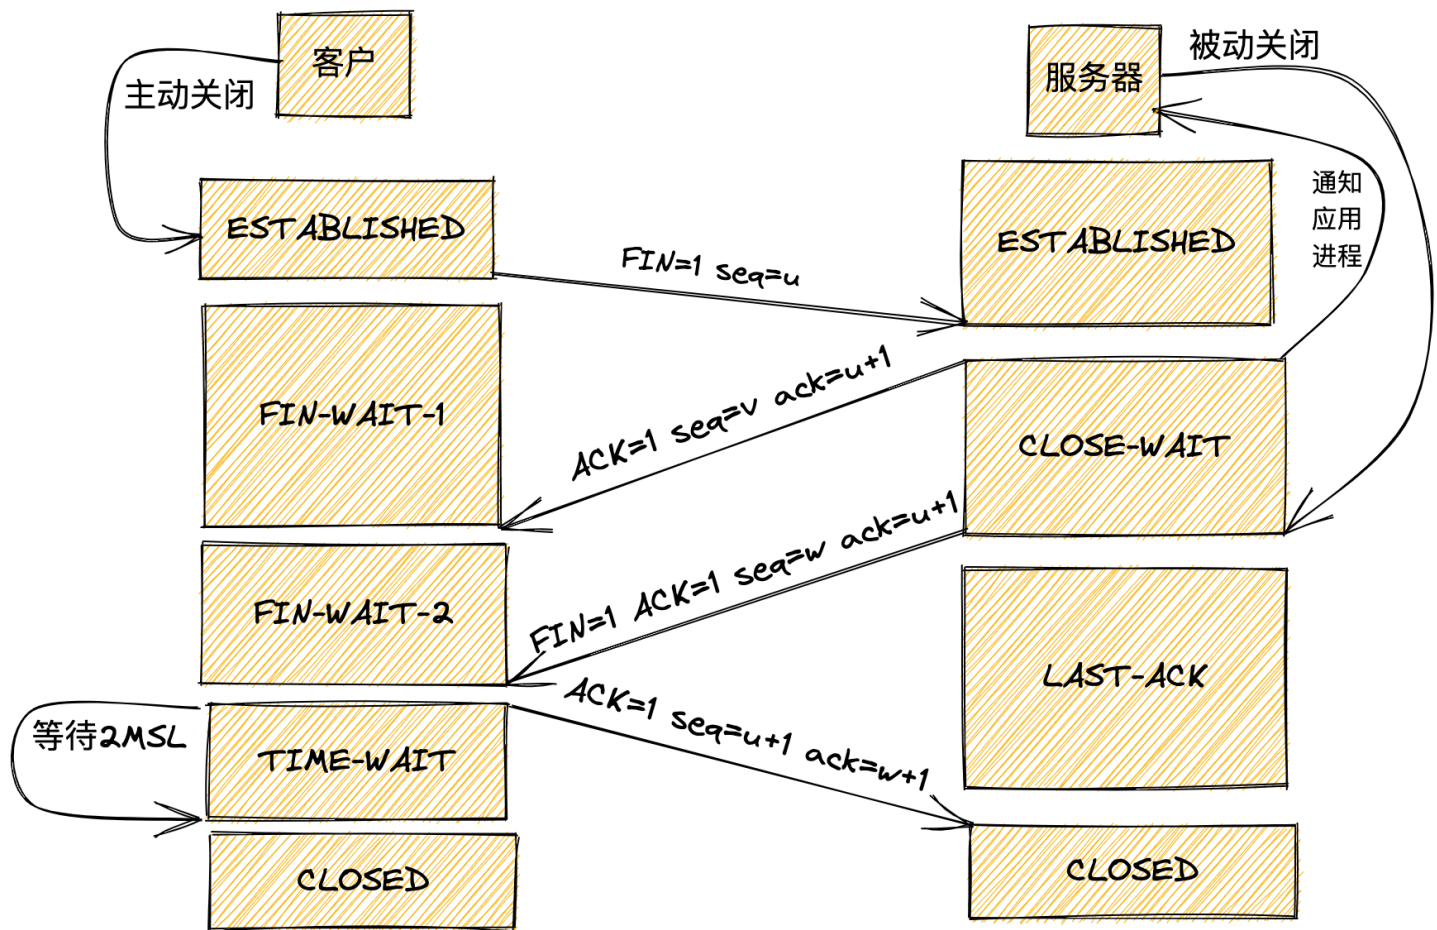 客户
服务器
被动关闭
主动关闭
通知
应用
进程
ESTABLISHED
ESTABLISHED
FIN=1 seq=u
FIN-WAIT-1
ACK=1 seq=v ack=u+1
CLOSE-WAIT
FIN-WAIT-2
FIN=1 ACK=1 seq=w ack=u+1
LAST-ACK
等待2MSL
TIME-WAIT
ACK=1 seq=u+1 ack=w+1
CLOSED
CLOSED